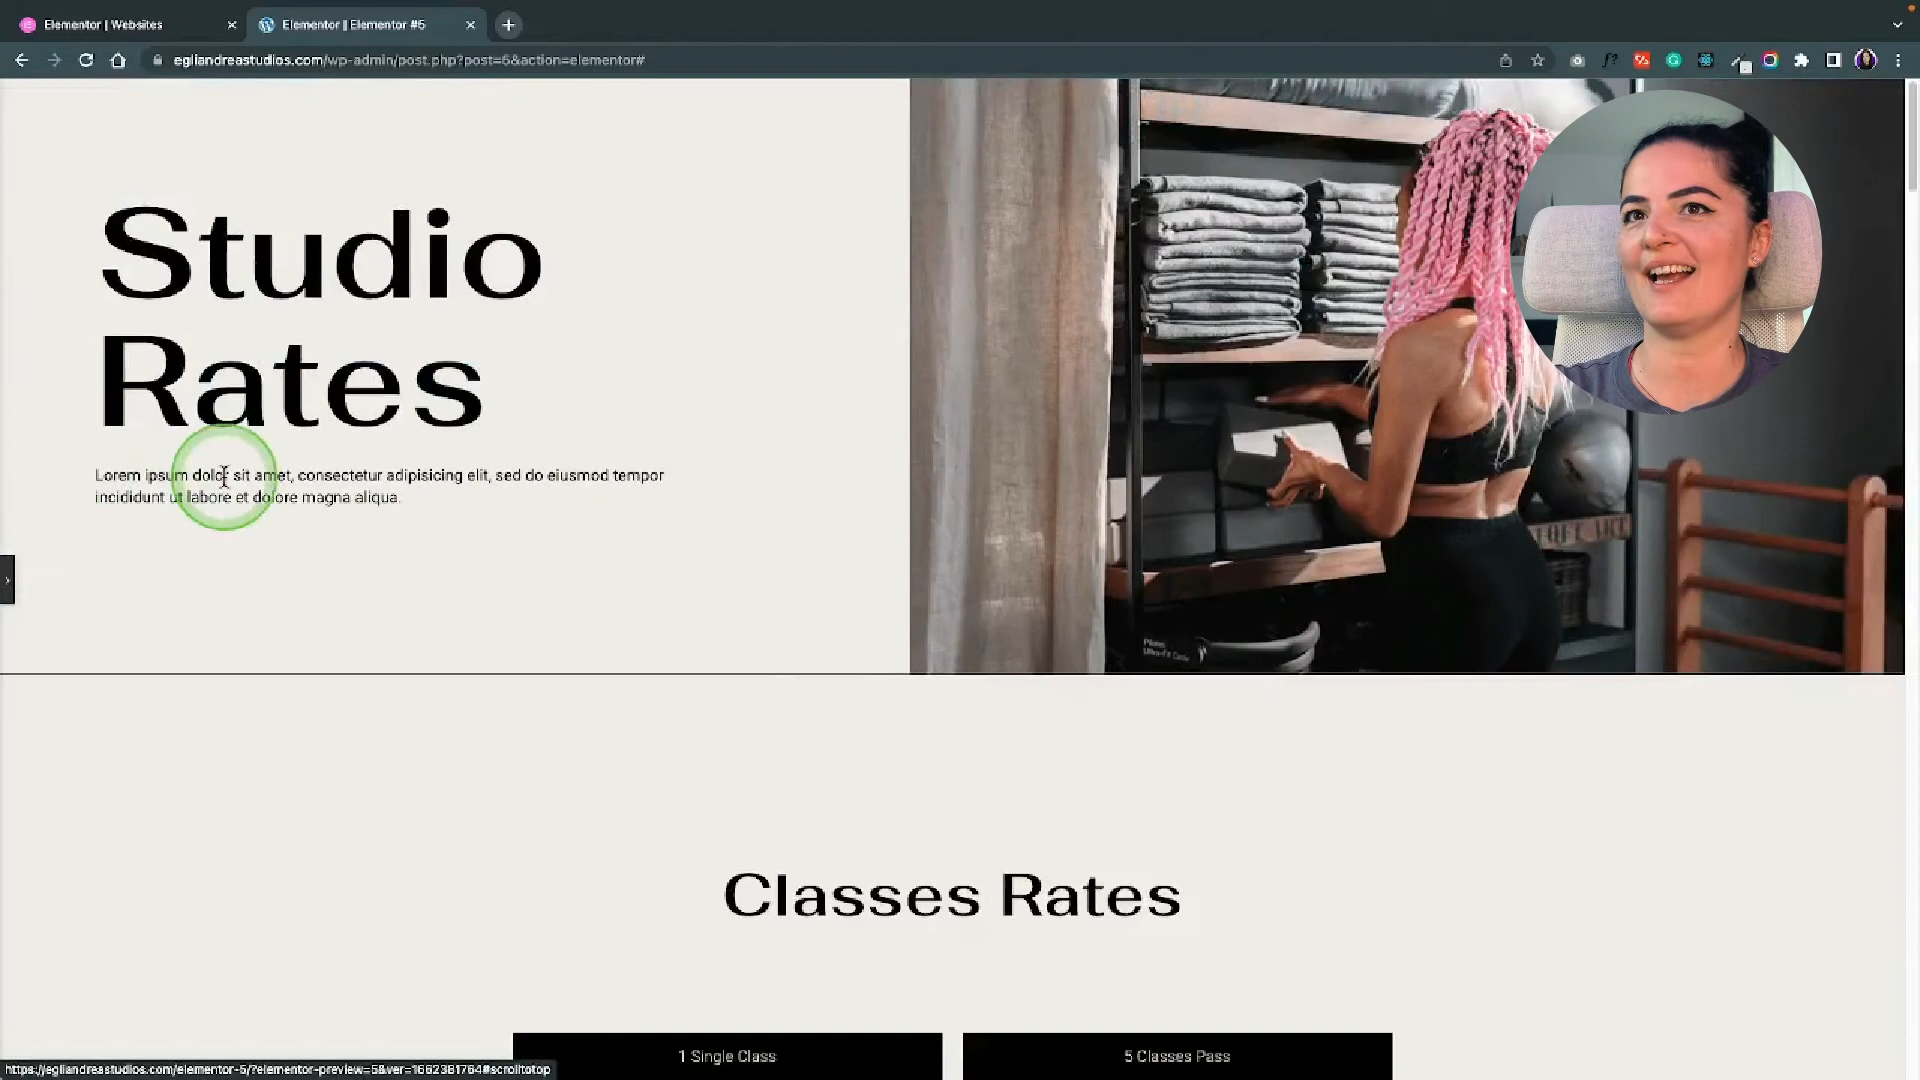 Elementor | Websites
Elementor | Elementor #5
egliandreastudios.com/wp-admin/post.php?post=5&action=elementor#
Studio
Rates
Lorem ipsum dolor sit amet, consectetur adipisicing elit, sed do eiusmod tempor
incididunt ut labore et dolore magna aliqua.
Classes Rates
1 Single Class
5 Classes Pass
https://egliandreastudios.com/elementor-5/?elementor-preview=5&ver=1662381764#scrolltotop